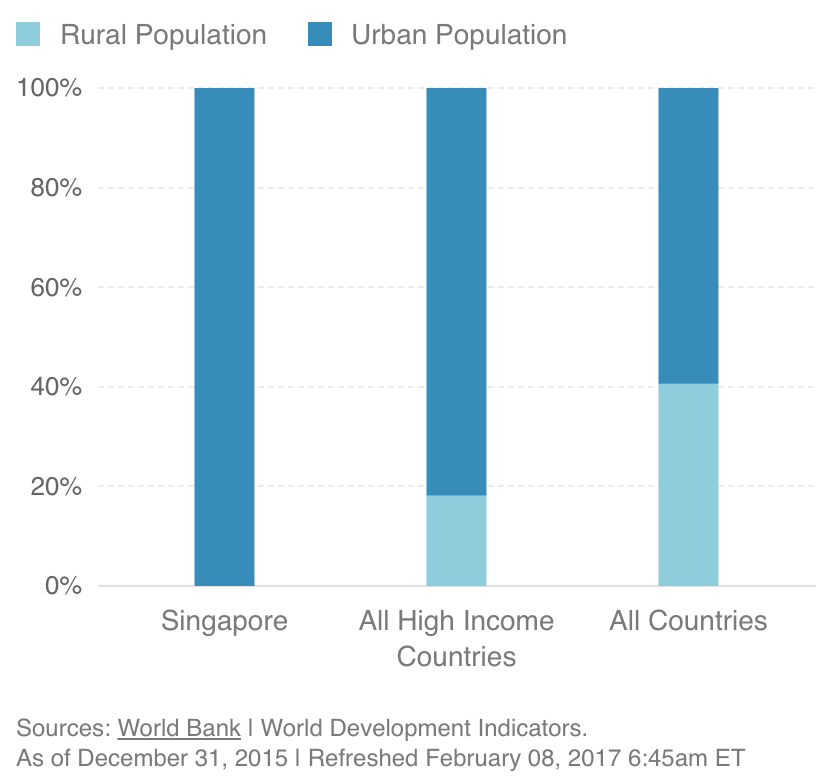 Rural Population Urban Population
100%
80%
60%
40%
20%
0%
Singapore All High Income Countries All Countries
Sources: World Bank | World Development Indicators.
As of December 31, 2015 | Refreshed February 08, 2017 6:45am ET